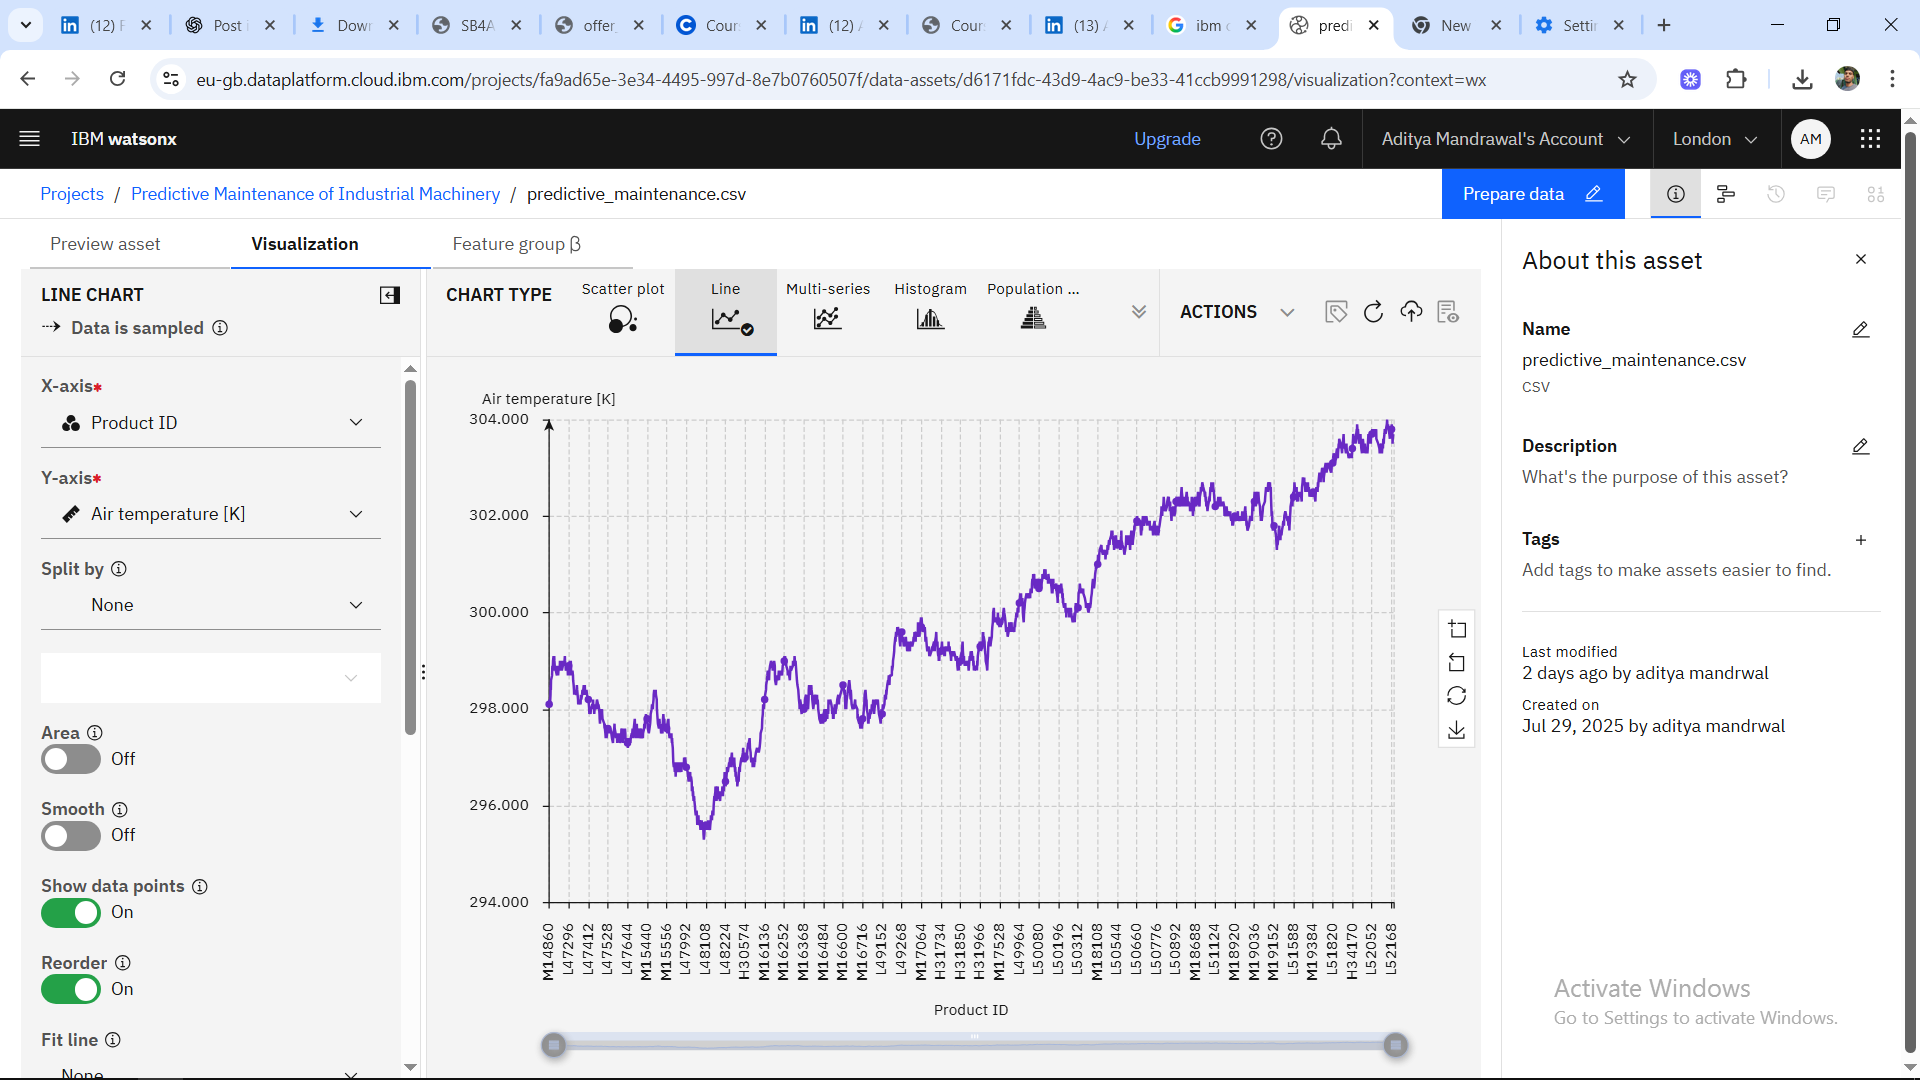 (12) F
Post i
Dowr
SB4A
offer_
Cours
(12) A
Cour
(13) A
ibm c
predi
New
Settin
eu-gb.dataplatform.cloud.ibm.com/projects/fa9ad65e-3e34-4495-997d-8e7b0760507f/data-assets/d6171fdc-43d9-4ac9-be33-41ccb9991298/visualization?context=wx
IBM watsonx
Upgrade
Aditya Mandrawal's Account
London
AM
Projects / Predictive Maintenance of Industrial Machinery / predictive_maintenance.csv
Prepare data
Preview asset
Visualization
Feature group β
LINE CHART
Data is sampled
X-axis*
Product ID
Y-axis*
Air temperature [K]
Split by
None
Area
Off
Smooth
Off
Show data points
On
Reorder
On
Fit line
None
CHART TYPE
Scatter plot
Line
Multi-series
Histogram
Population ...
ACTIONS
Air temperature [K]
304.000
302.000
300.000
298.000
296.000
294.000
M14860
L47296
L47412
L47528
L47644
M15440
M15556
L47992
L48108
L48224
H30574
M16136
M16252
M16368
M16484
M16600
M16716
L49152
L49268
M17064
H31734
H31850
H31966
M17528
L49964
L50080
L50196
L50312
M18108
L50544
L50660
L50776
L50892
M18688
L51124
M18920
M19036
M19152
L51588
M19384
L51820
H34170
L52052
L52168
Product ID
About this asset
Name
predictive_maintenance.csv
CSV
Description
What's the purpose of this asset?
Tags
Add tags to make assets easier to find.
Last modified
2 days ago by aditya mandrwal
Created on
Jul 29, 2025 by aditya mandrwal
Activate Windows
Go to Settings to activate Windows.